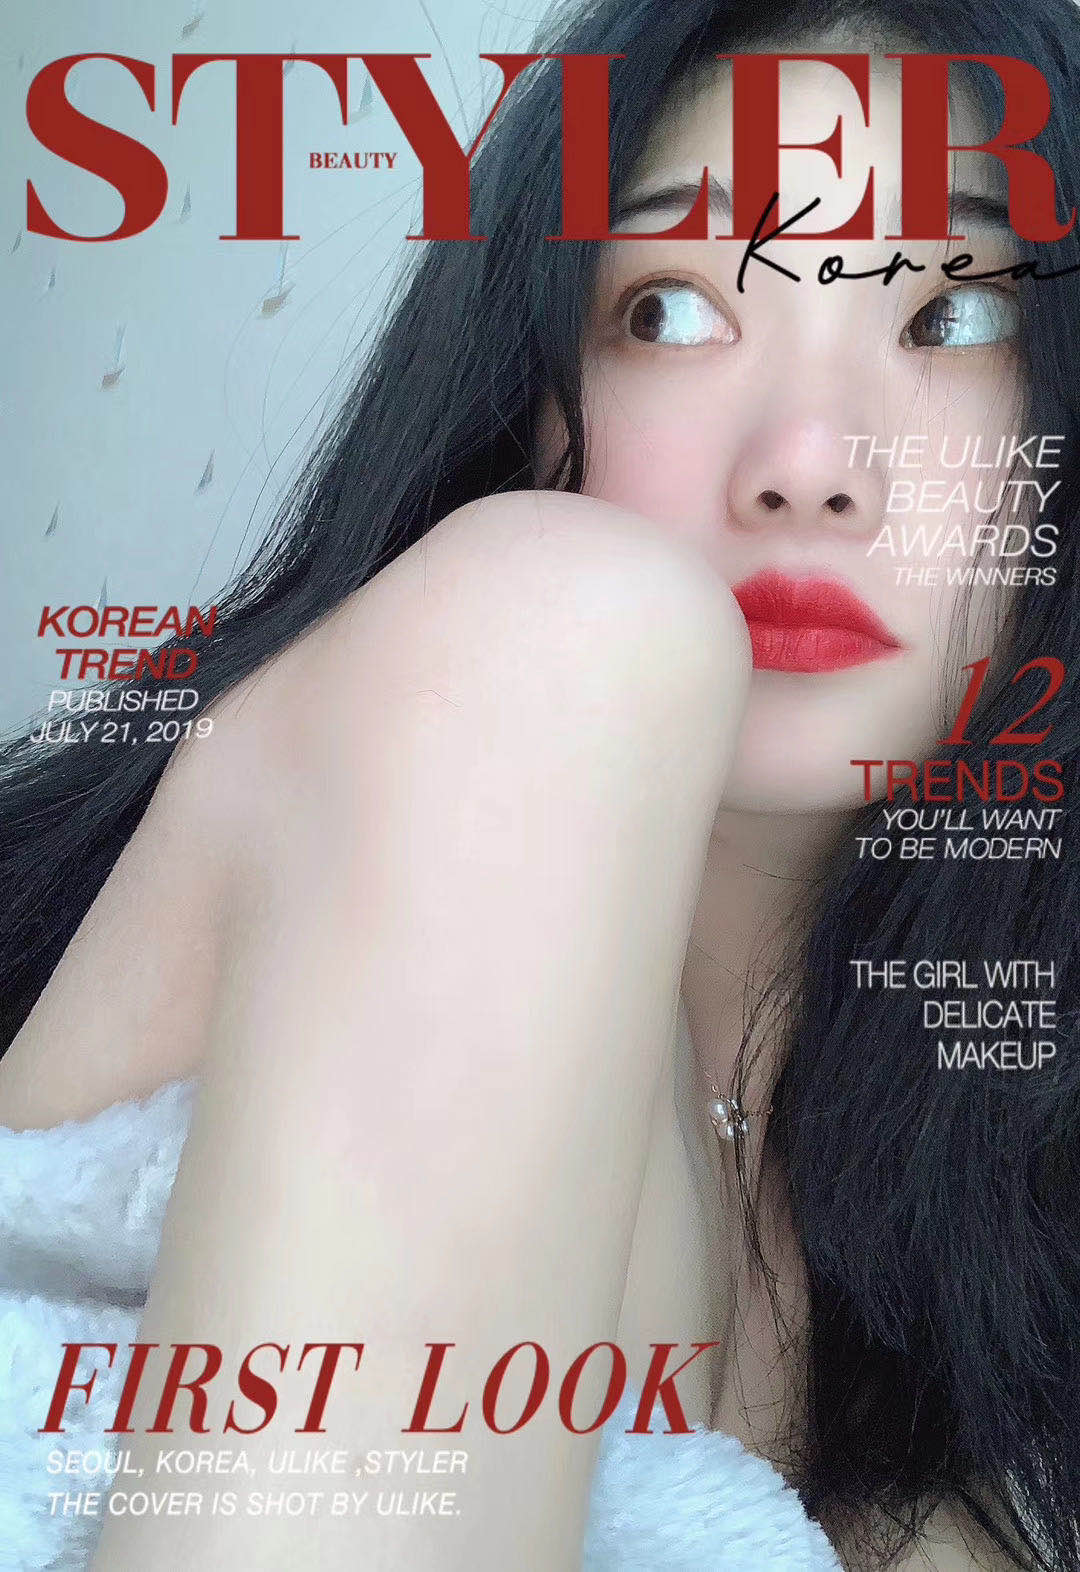 STYLER
BEAUTY
Korea
THE ULIKE
BEAUTY
AWARDS
THE WINNERS
KOREAN
TREND
PUBLISHED
JULY 21, 2019
12
TRENDS
YOU'LL WANT
TO BE MODERN
THE GIRL WITH
DELICATE
MAKEUP
FIRST LOOK
SEOUL, KOREA, ULIKE ,STYLER
THE COVER IS SHOT BY ULIKE.